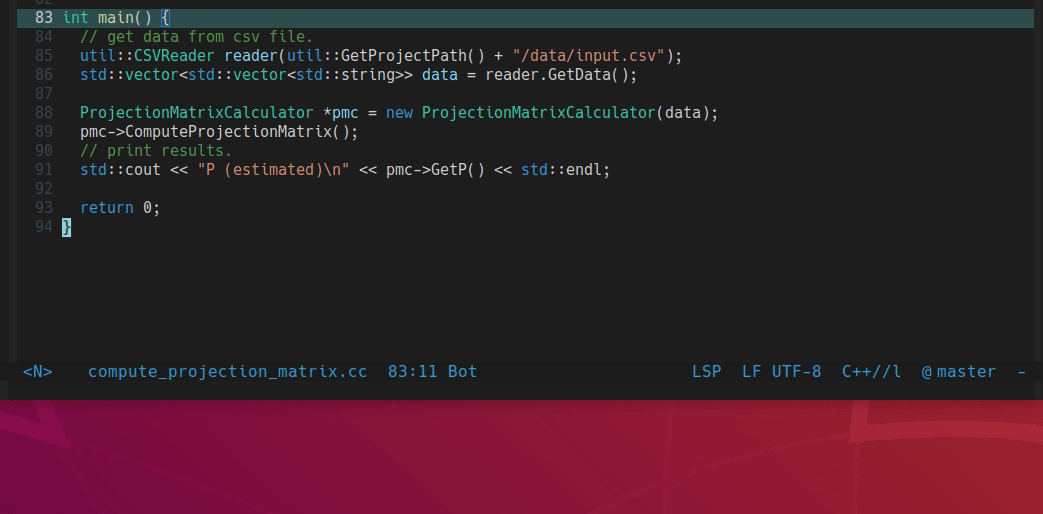 82
83 int main() {
84 // get data from csv file.
85 util::CSVReader reader(util::GetProjectPath() + "/data/input.csv");
86 std::vector<std::vector<std::string>> data = reader.GetData();
87
88 ProjectionMatrixCalculator *pmc = new ProjectionMatrixCalculator(data);
89 pmc->ComputeProjectionMatrix();
90 // print results.
91 std::cout << "P (estimated)\n" << pmc->GetP() << std::endl;
92
93 return 0;
94 }
<N> compute_projection_matrix.cc 83:11 Bot LSP LF UTF-8 C++//l @master -